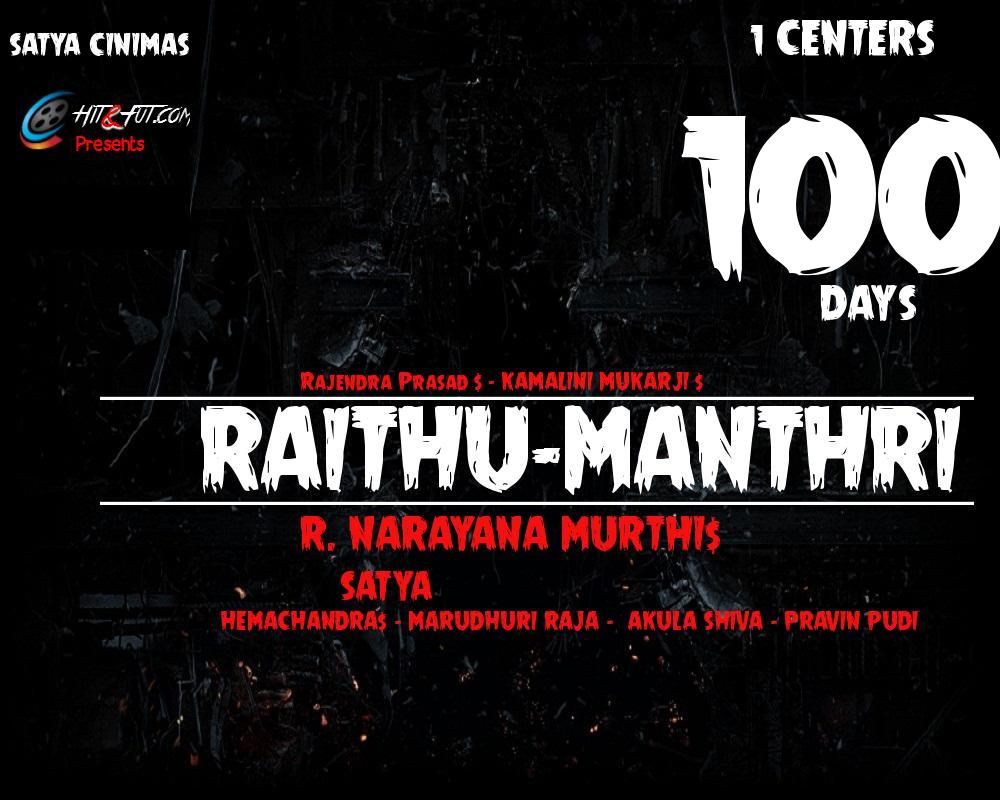 SATYA CINIMAS
1 CENTERS
HIT&FUT.COM
Presents
100
DAYS
RAJENDRA PRASAD $ - KAMALINI MUKARJI $
RAITHU-MANTHRI
R. NARAYANA MURTHI$
SATYA
HEMACHANDRA$ - MARUDHURI RAJA - AKULA SHIVA - PRAVIN PUDI